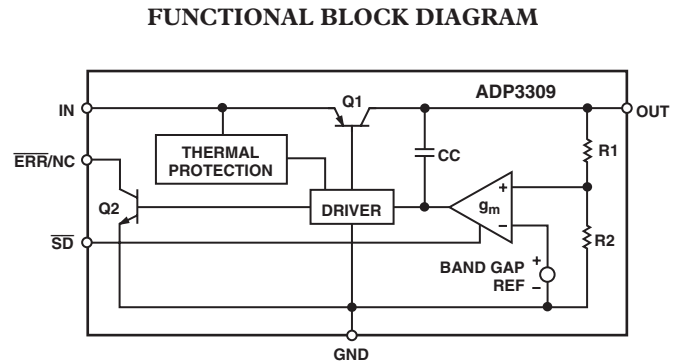 FUNCTIONAL BLOCK DIAGRAM
Q1
ADP3309
IN
OUT
THERMAL
PROTECTION
CC
R1
ERR/NC
+
gm
DRIVER
Q2
–
R2
SD
BAND GAP
REF
+
–
GND